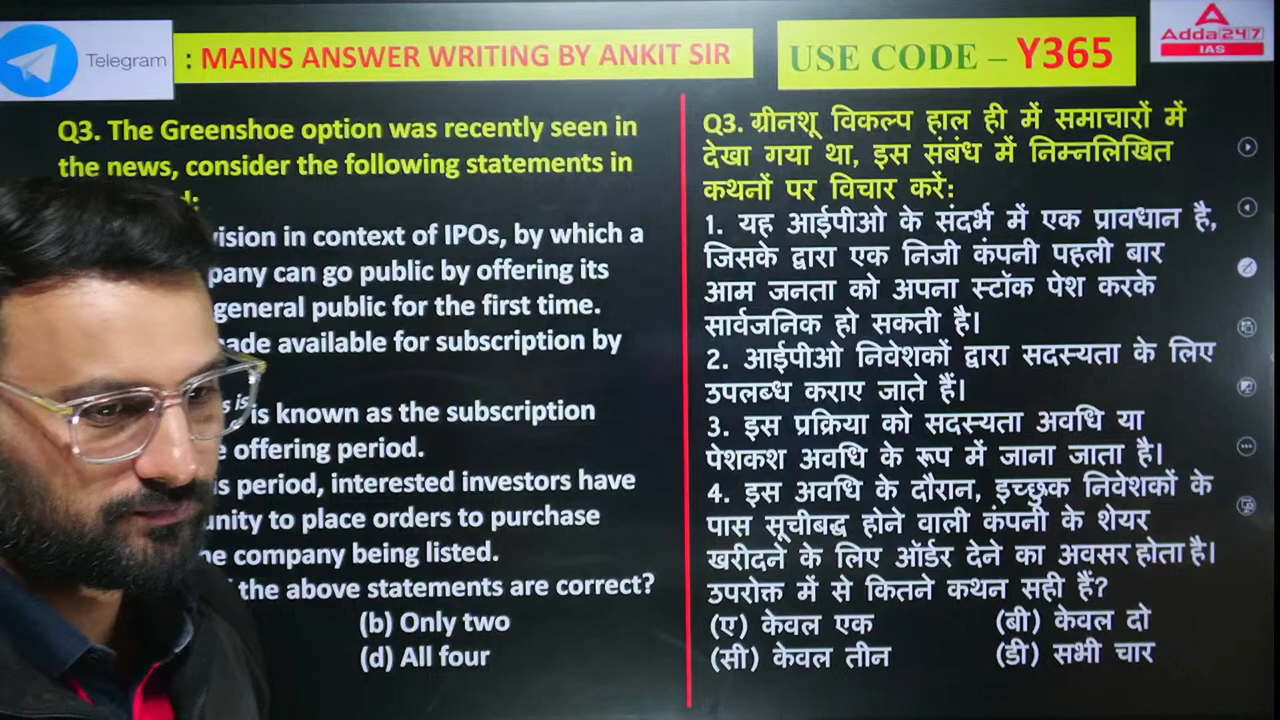 Telegram
: MAINS ANSWER WRITING BY ANKIT SIR
USE CODE – Y365
Adda247
IAS
Q3. The Greenshoe option was recently seen in
the news, consider the following statements in
in context of IPOs, by which a
can go public by offering its
general public for the first time.
available for subscription by
is
is known as the subscription
offering period.
period, interested investors have
to place orders to purchase
company being listed.
the above statements are correct?
(b) Only two
(d) All four
Q3. ग्रीनशू विकल्प हाल ही में समाचारों में
देखा गया था, इस संबंध में निम्नलिखित
कथनों पर विचार करें:
1. यह आईपीओ के संदर्भ में एक प्रावधान है,
जिसके द्वारा एक निजी कंपनी पहली बार
आम जनता को अपना स्टॉक पेश करके
सार्वजनिक हो सकती है।
2. आईपीओ निवेशकों द्वारा सदस्यता के लिए
उपलब्ध कराए जाते हैं।
3. इस प्रक्रिया को सदस्यता अवधि या
पेशकश अवधि के रूप में जाना जाता है।
4. इस अवधि के दौरान, इच्छुक निवेशकों के
पास सूचीबद्ध होने वाली कंपनी के शेयर
खरीदने के लिए ऑर्डर देने का अवसर होता है।
उपरोक्त में से कितने कथन सही हैं?
(ए) केवल एक (बी) केवल दो
(सी) केवल तीन (डी) सभी चार